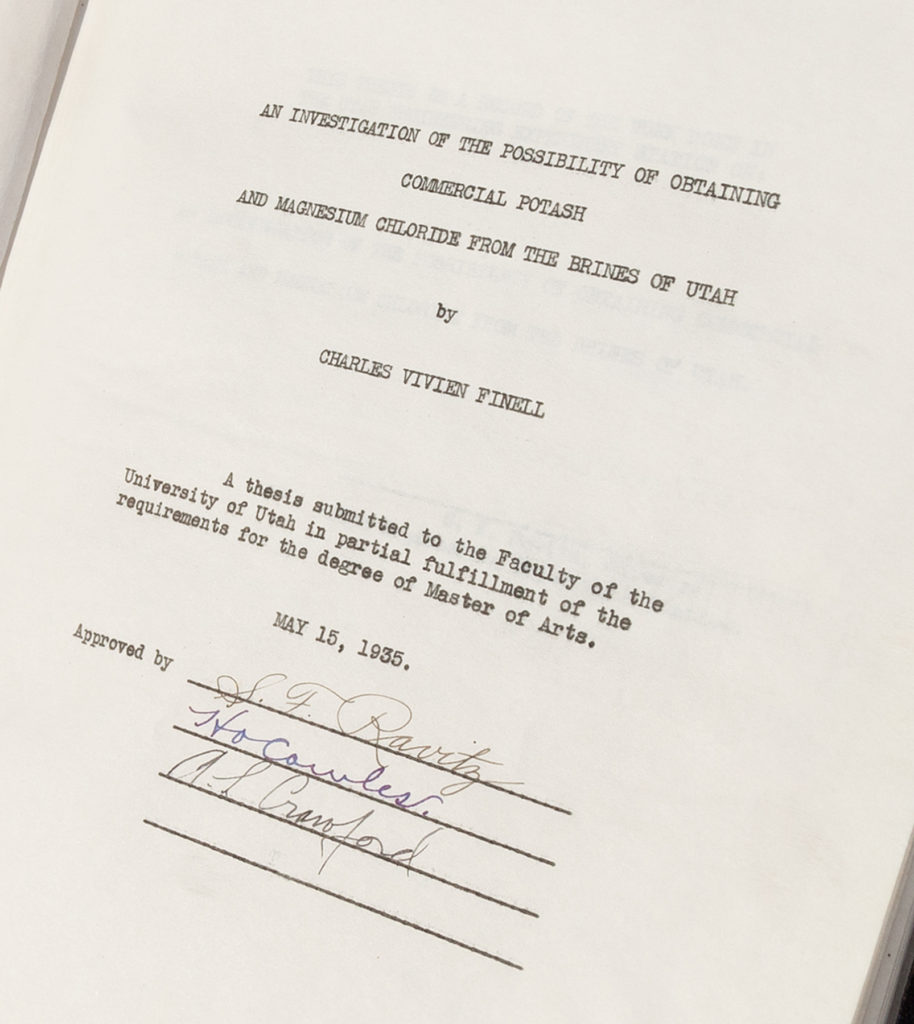 AN INVESTIGATION OF THE POSSIBILITY OF OBTAINING
COMMERCIAL POTASH
AND MAGNESIUM CHLORIDE FROM THE BRINES OF UTAH
by
CHARLES VIVIEN FINELL
A thesis submitted to the Faculty of the
University of Utah in partial fulfillment of the
requirements for the degree of Master of Arts.
MAY 15, 1935.
Approved by
S. F. Ravitz
H O Cowles.
A. L. Crawford